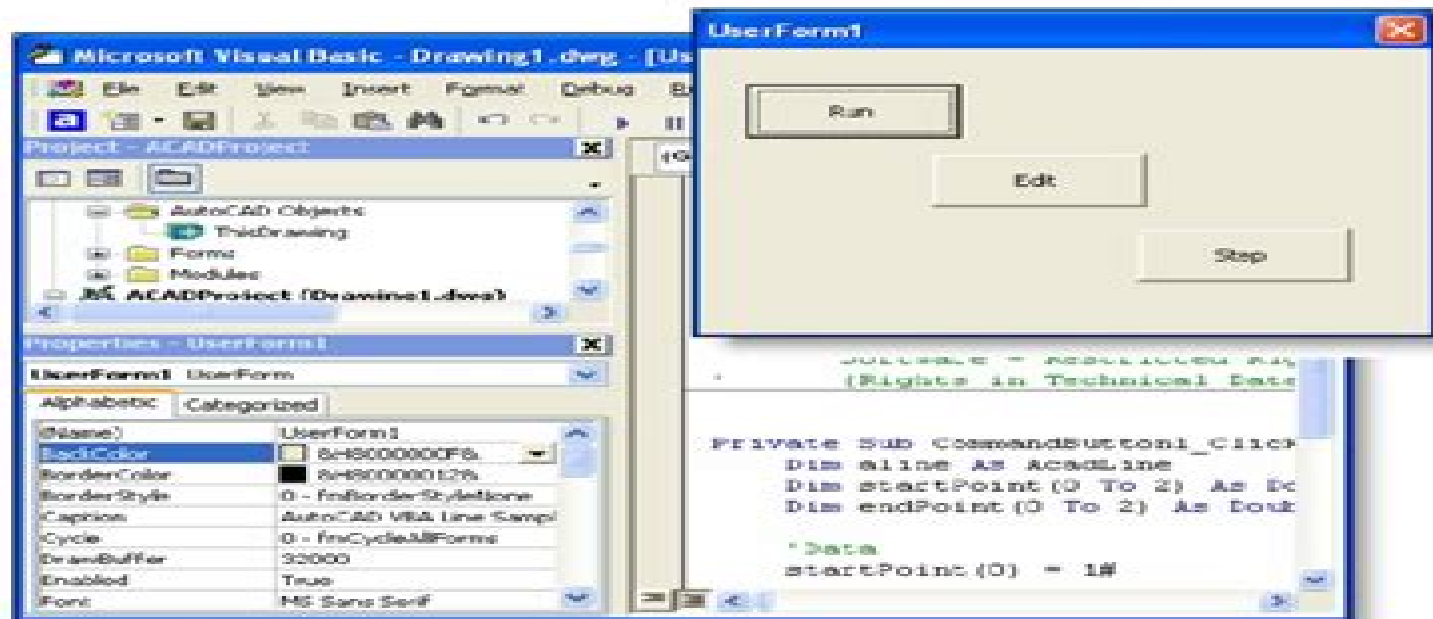 UserForm1
Run
Edit
Step
Microsoft Visual Basic - Drawing1.dwg - [Us
File Edit View Insert Format Debug
Project - ACADProject
AutoCAD Objects
ThisDrawing
Forms
Modules
ACADProject (Drawing1.dwg)
Properties - UserForm1
UserForm1 UserForm
Alphabetic Categorized
(Name) UserForm1
BackColor &H8000000F&
BorderColor &H80000012&
BorderStyle 0 - fmBorderStyleNone
Caption AutoCAD VBA Line Sampl
Cycle 0 - fmCycleAllForms
DrawBuffer 32000
Enabled True
Font MS Sans Serif
Software - Restricted Rig
' (Rights in Technical Data
Private Sub CommandButton1_Click
Dim aline As AcadLine
Dim startPoint(0 To 2) As Do
Dim endPoint(0 To 2) As Doub
'Data
startPoint(0) = 1#